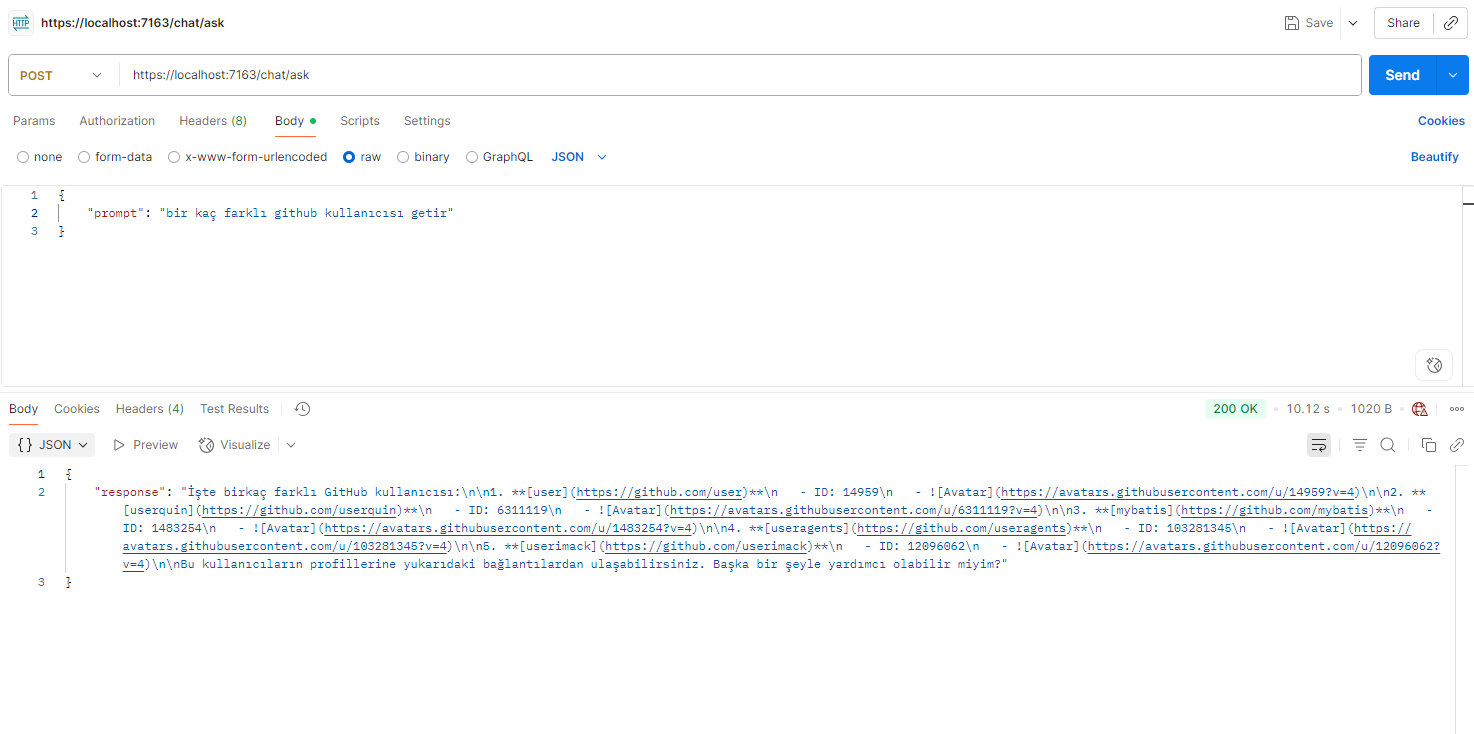 HTTP https://localhost:7163/chat/ask Save Share
POST https://localhost:7163/chat/ask Send
Params Authorization Headers (8) Body Scripts Settings Cookies
none form-data x-www-form-urlencoded raw binary GraphQL JSON Beautify
1 {
2 "prompt": "bir kaç farklı github kullanıcısı getir"
3 }
Body Cookies Headers (4) Test Results 200 OK 10.12 s 1020 B
{} JSON Preview Visualize
1 {
2 "response": "İşte birkaç farklı GitHub kullanıcısı:\n\n1. **[user](https://github.com/user)**\n   - ID: 14959\n   - ![Avatar](https://avatars.githubusercontent.com/u/14959?v=4)\n\n2. **
[userquin](https://github.com/userquin)**\n   - ID: 6311119\n   - ![Avatar](https://avatars.githubusercontent.com/u/6311119?v=4)\n\n3. **[mybatis](https://github.com/mybatis)**\n   -
ID: 1483254\n   - ![Avatar](https://avatars.githubusercontent.com/u/1483254?v=4)\n\n4. **[useragents](https://github.com/useragents)**\n   - ID: 103281345\n   - ![Avatar](https://
avatars.githubusercontent.com/u/103281345?v=4)\n\n5. **[userimack](https://github.com/userimack)**\n   - ID: 12096062\n   - ![Avatar](https://avatars.githubusercontent.com/u/12096062?
v=4)\n\nBu kullanıcıların profillerine yukarıdaki bağlantılardan ulaşabilirsiniz. Başka bir şeyle yardımcı olabilir miyim?"
3 }